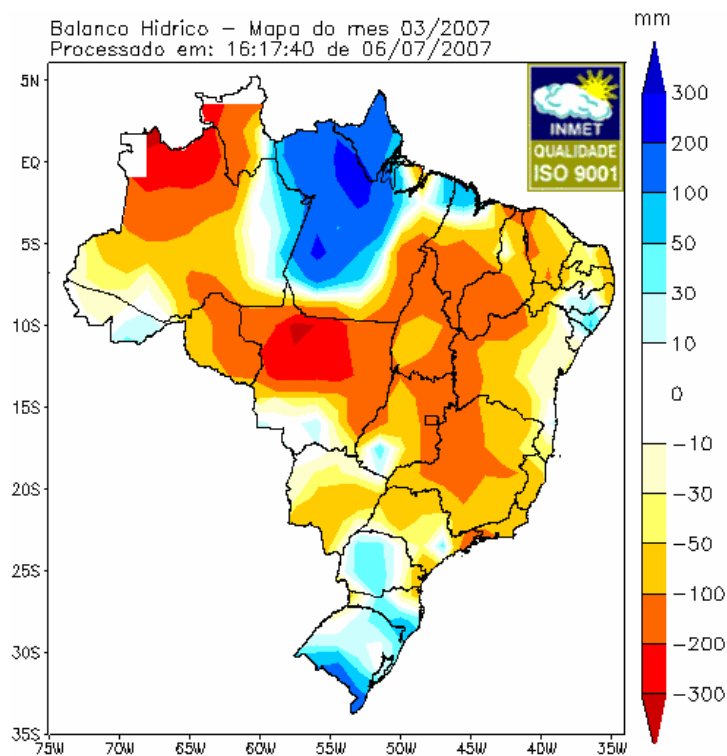 Balanco Hidrico - Mapa do mes 03/2007
Processado em: 16:17:40 de 06/07/2007
mm
INMET
QUALIDADE
ISO 9001
5N
EQ
5S
10S
15S
20S
25S
30S
35S
75W 70W 65W 60W 55W 50W 45W 40W 35W
300
200
100
50
30
10
0
-10
-30
-50
-100
-200
-300